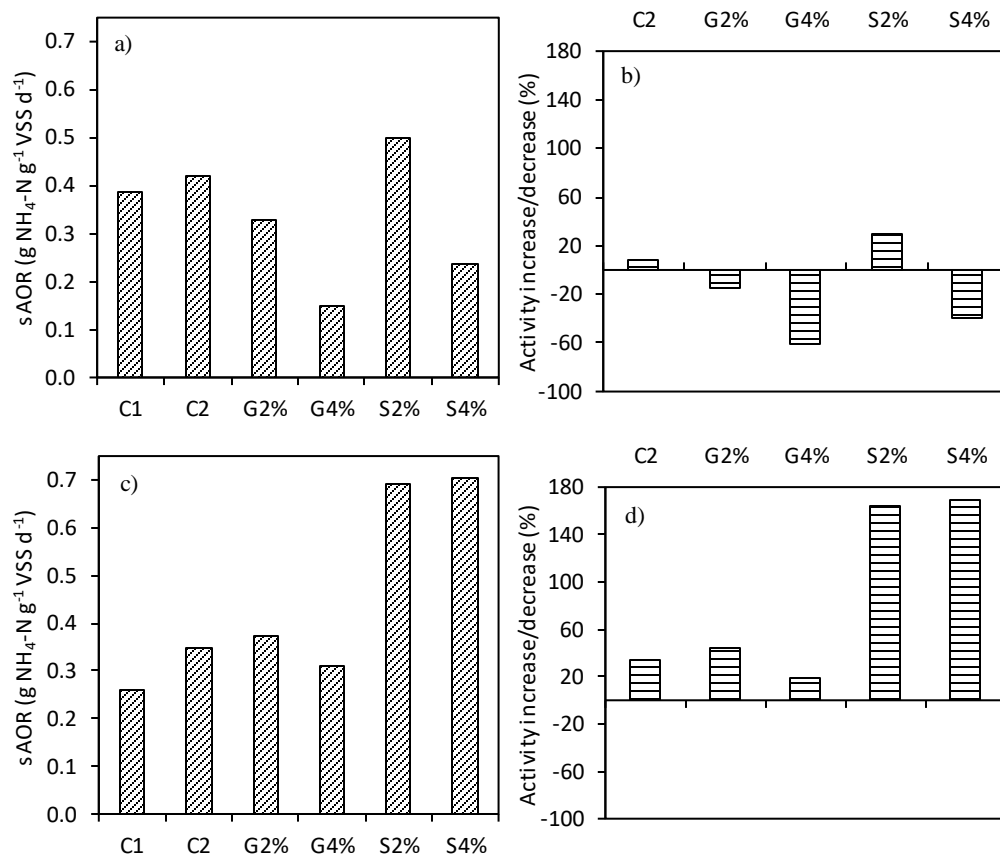 a)
sAOR (g NH₄-N g⁻¹ VSS d⁻¹)
0.7
0.6
0.5
0.4
0.3
0.2
0.1
0.0
C1 C2 G2% G4% S2% S4%
C2 G2% G4% S2% S4%
b)
Activity increase/decrease (%)
180
140
100
60
20
-20
-60
-100
c)
sAOR (g NH₄-N g⁻¹ VSS d⁻¹)
0.7
0.6
0.5
0.4
0.3
0.2
0.1
0.0
C1 C2 G2% G4% S2% S4%
C2 G2% G4% S2% S4%
d)
Activity increase/decrease (%)
180
140
100
60
20
-20
-60
-100